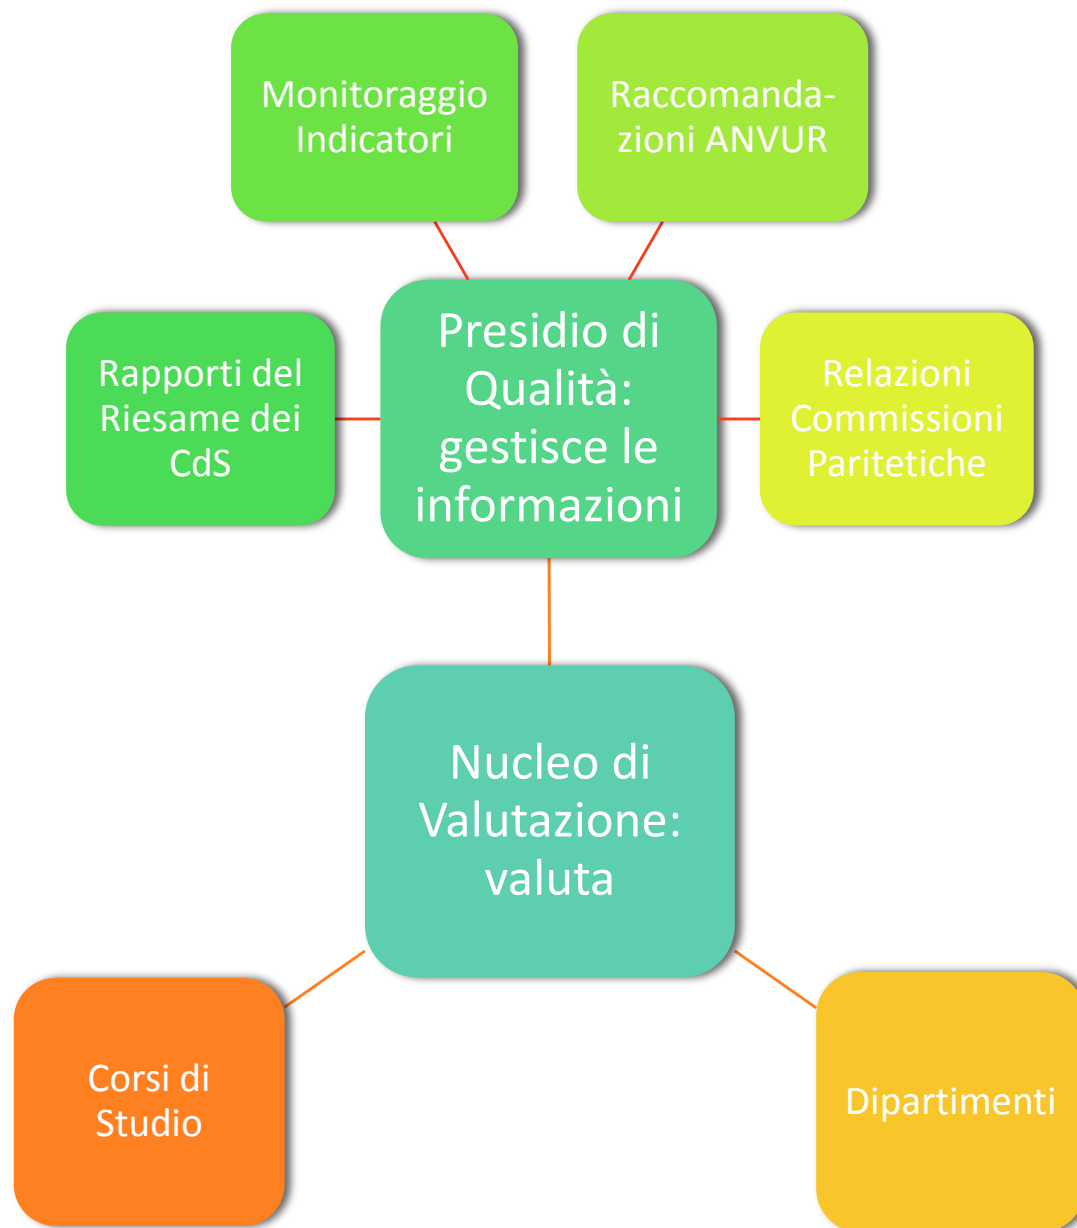 Monitoraggio
Indicatori
Raccomanda-
zioni ANVUR
Rapporti del
Riesame dei
CdS
Presidio di
Qualità:
gestisce le
informazioni
Relazioni
Commissioni
Paritetiche
Nucleo di
Valutazione:
valuta
Corsi di
Studio
Dipartimenti